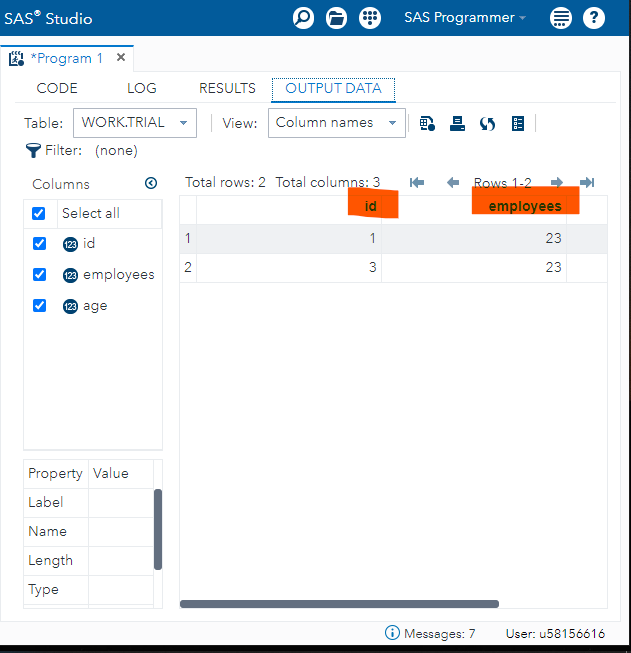 SAS® Studio
SAS Programmer
?
*Program 1 ×
CODE LOG RESULTS OUTPUT DATA
Table: WORK.TRIAL View: Column names
Filter: (none)
Columns
Total rows: 2 Total columns: 3 Rows 1-2
Select all
123 id
123 employees
123 age
id employees
1 1 23
2 3 23
Property Value
Label
Name
Length
Type
Messages: 7 User: u58156616